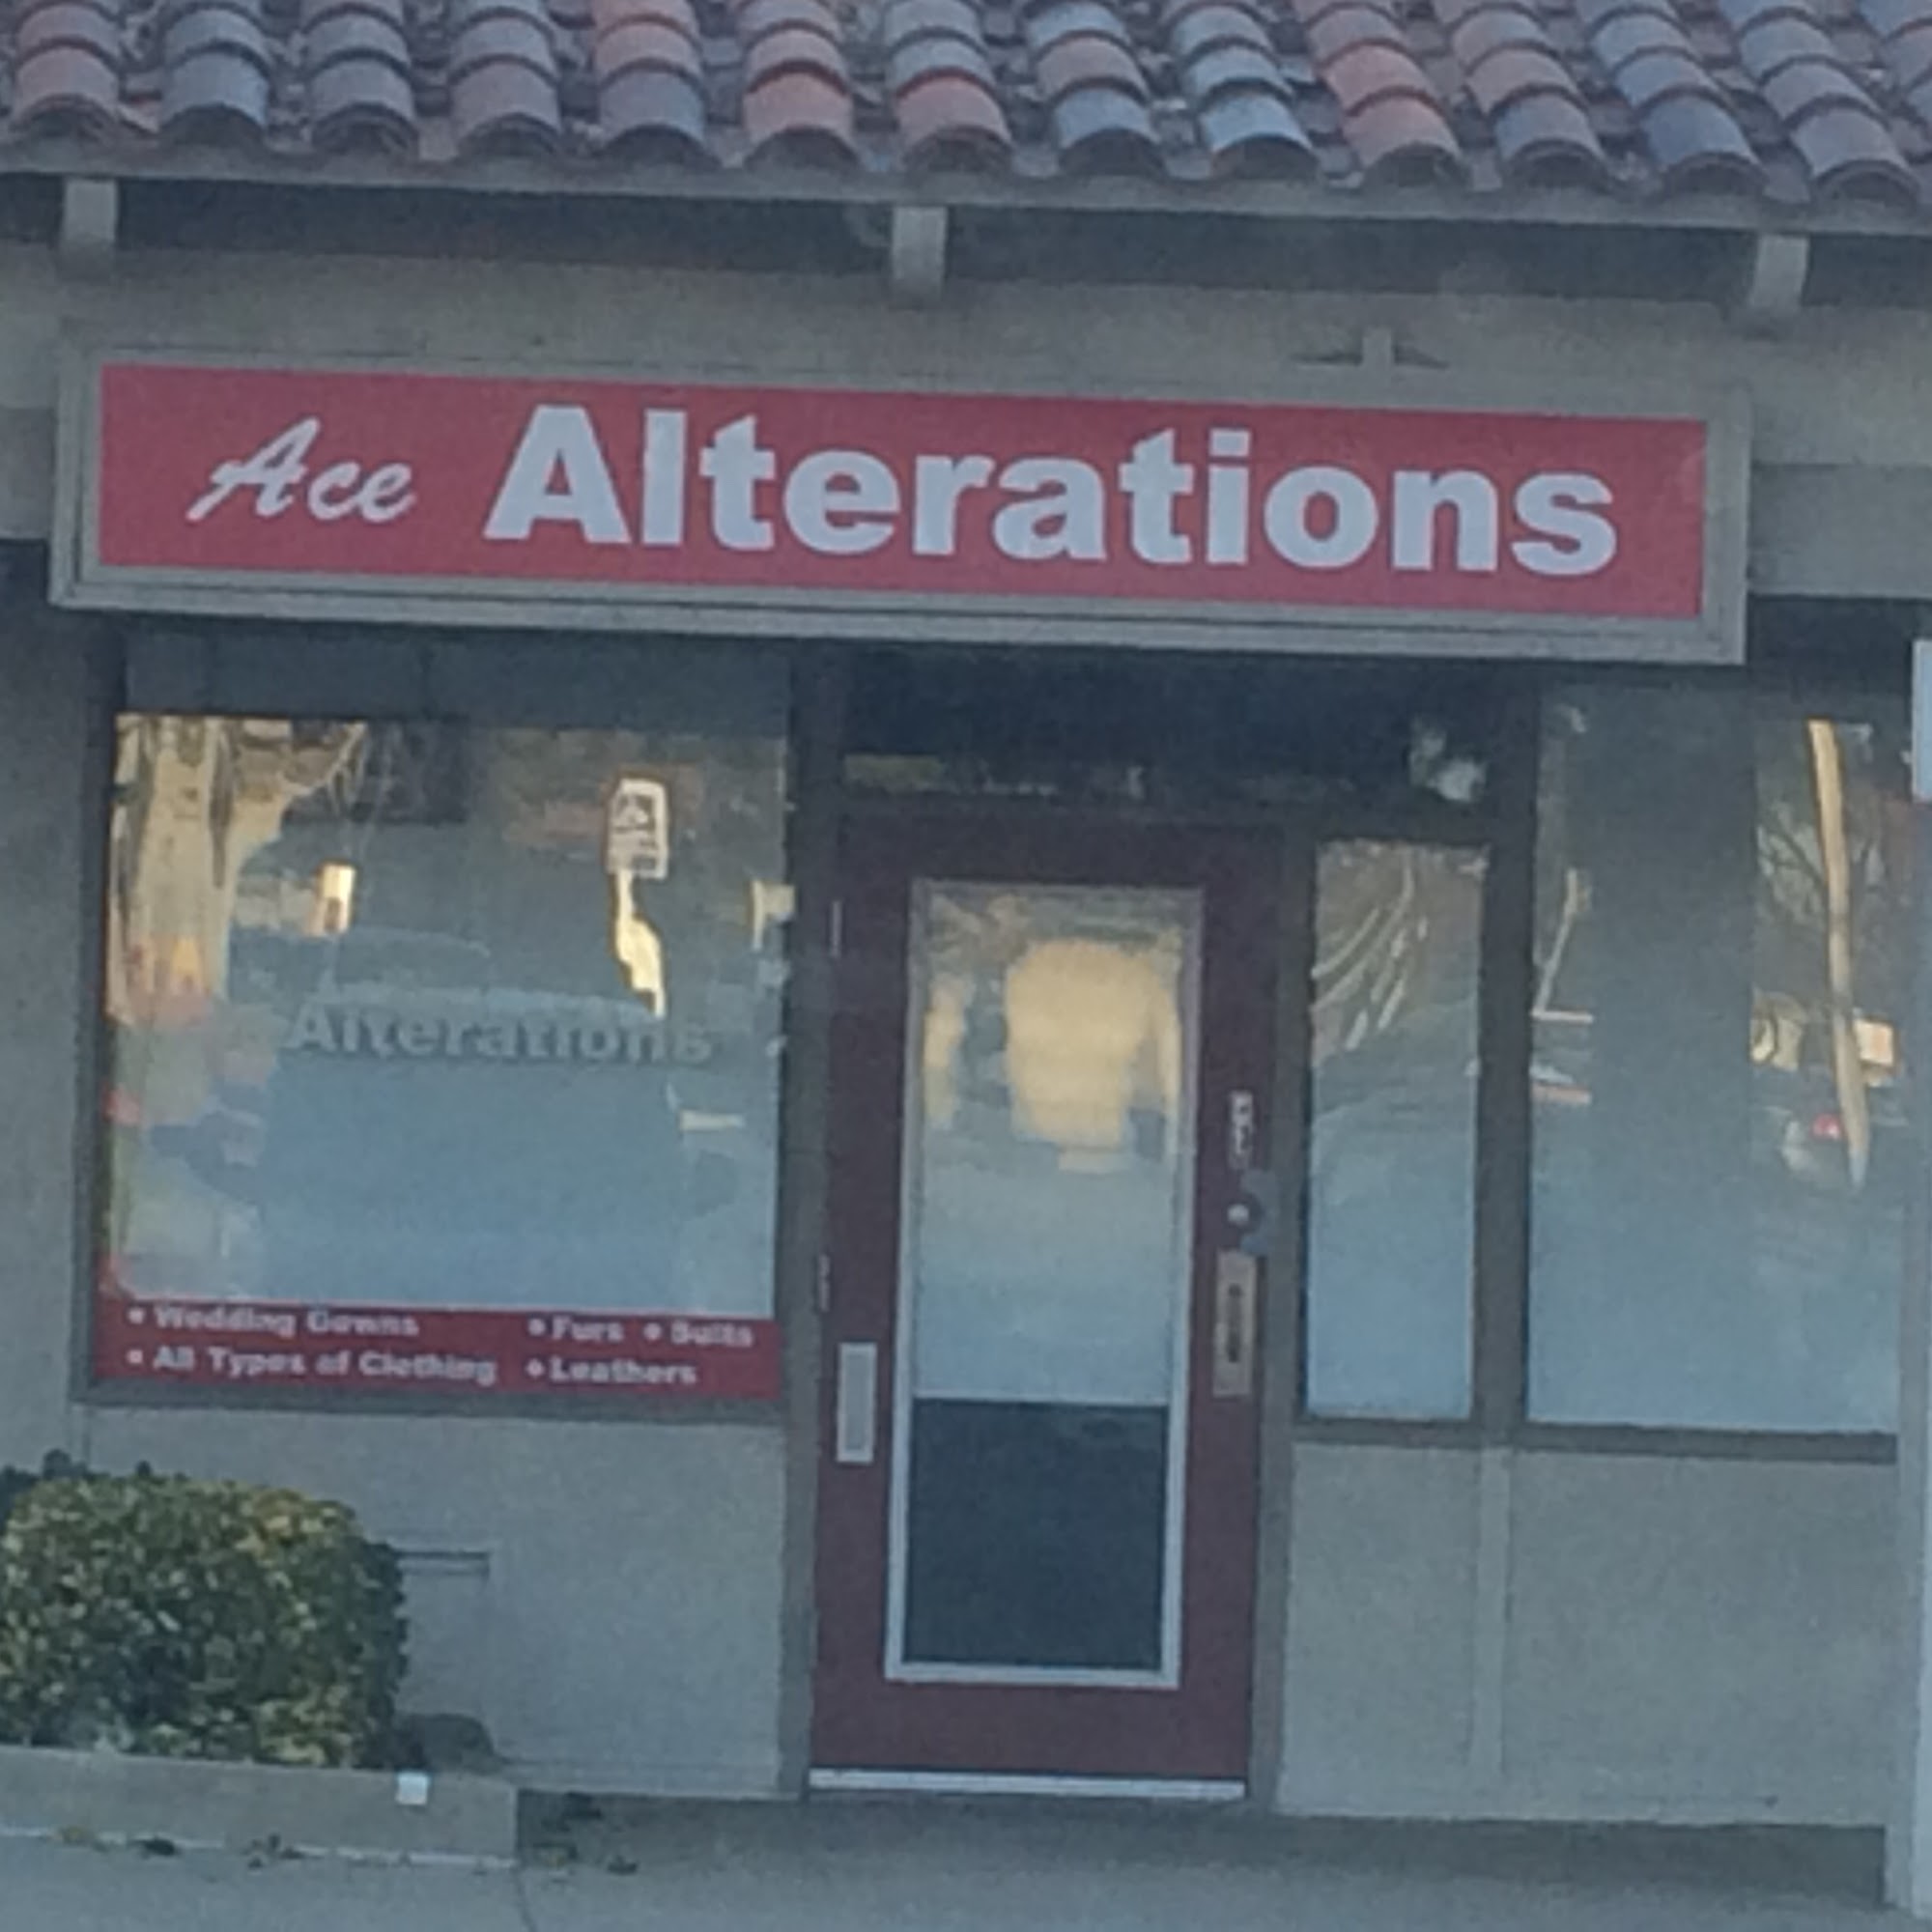 Ace Alterations
Alterations
• Wedding Gowns • Furs • Suits
• All Types of Clothing • Leathers